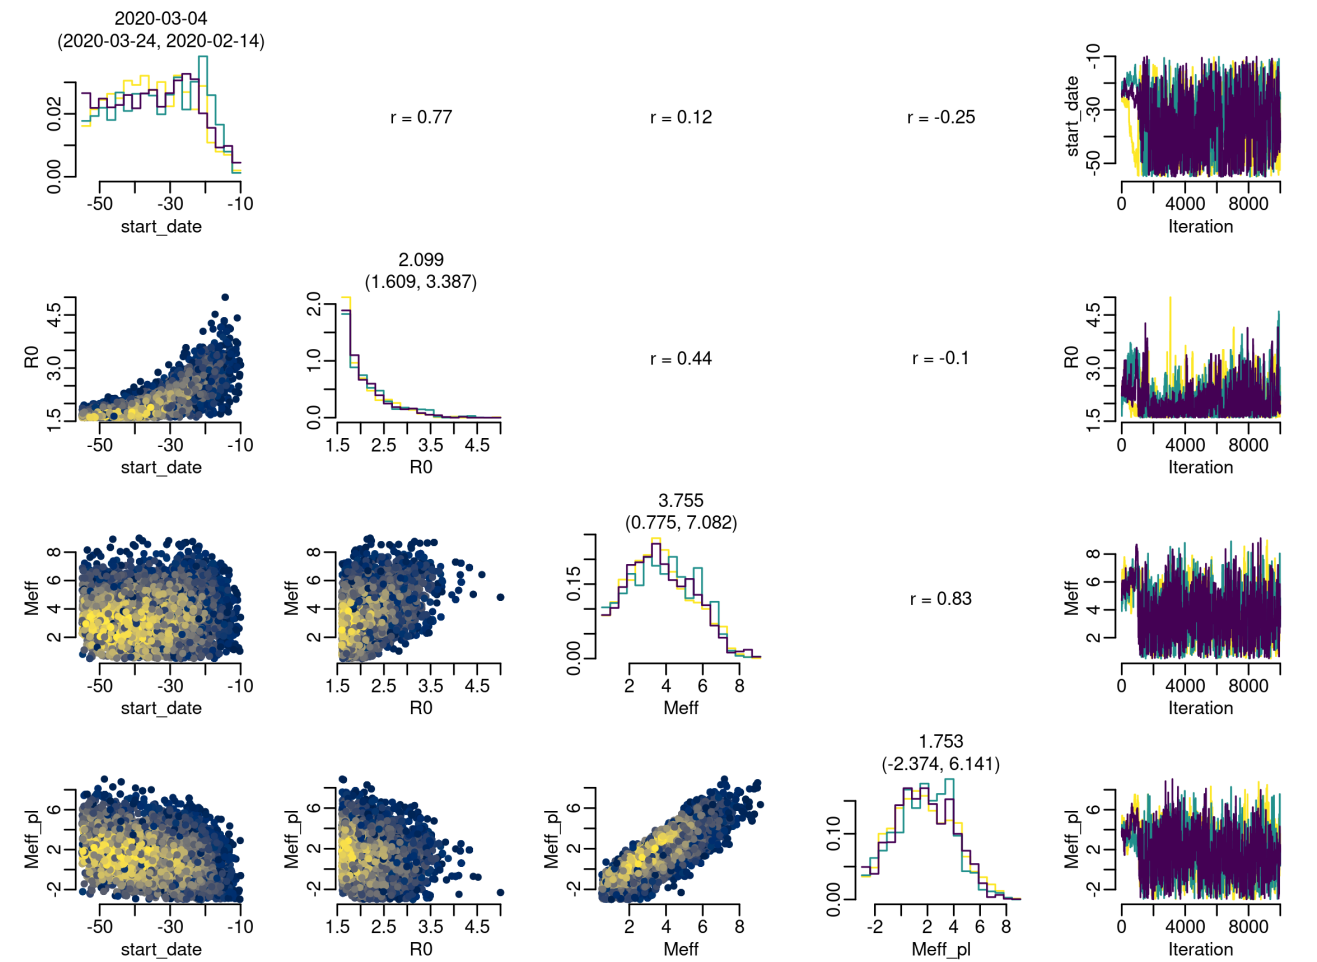 2020-03-04
(2020-03-24, 2020-02-14)
0.00 0.02
-50 -30 -10
start_date
r = 0.77
r = 0.12
r = -0.25
start_date
-50 -30 -10
0 4000 8000
Iteration
R0
1.5 3.0 4.5
-50 -30 -10
start_date
2.099
(1.609, 3.387)
0.0 1.0 2.0
1.5 2.5 3.5 4.5
R0
r = 0.44
r = -0.1
R0
1.5 3.0 4.5
0 4000 8000
Iteration
Meff
2 4 6 8
-50 -30 -10
start_date
Meff
2 4 6 8
1.5 2.5 3.5 4.5
R0
3.755
(0.775, 7.082)
0.00 0.15
2 4 6 8
Meff
r = 0.83
Meff
2 4 6 8
0 4000 8000
Iteration
Meff_pl
-2 2 6
-50 -30 -10
start_date
Meff_pl
-2 2 6
1.5 2.5 3.5 4.5
R0
Meff_pl
-2 2 6
2 4 6 8
Meff
1.753
(-2.374, 6.141)
0.00 0.10
-2 2 4 6 8
Meff_pl
Meff_pl
-2 2 6
0 4000 8000
Iteration